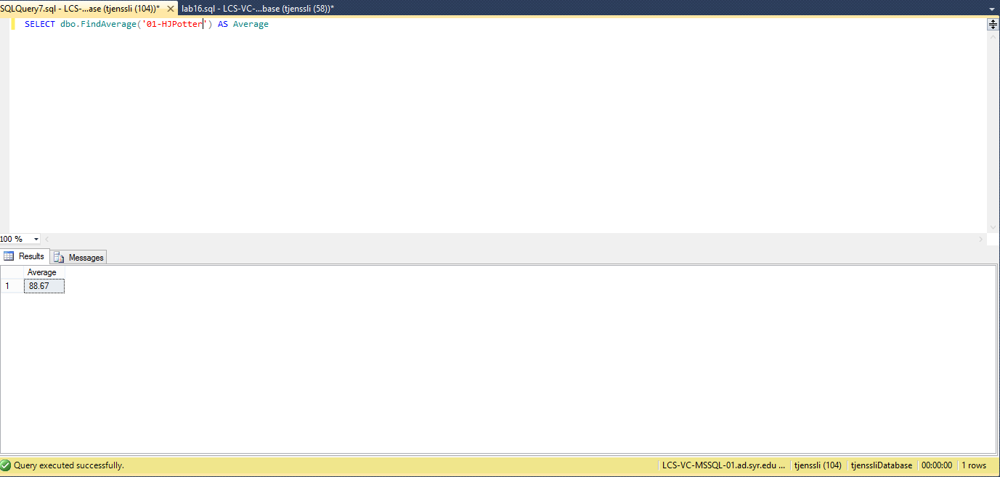 SQLQuery7.sql - LCS-...ase (tjenssli (104))* lab16.sql - LCS-VC-...base (tjenssli (58))*
SELECT dbo.FindAverage('01-HJPotter') AS Average
100 %
Results Messages
Average
1 88.67
Query executed successfully. LCS-VC-MSSQL-01.ad.syr.edu ... tjenssli (104) tjenssliDatabase 00:00:00 1 rows